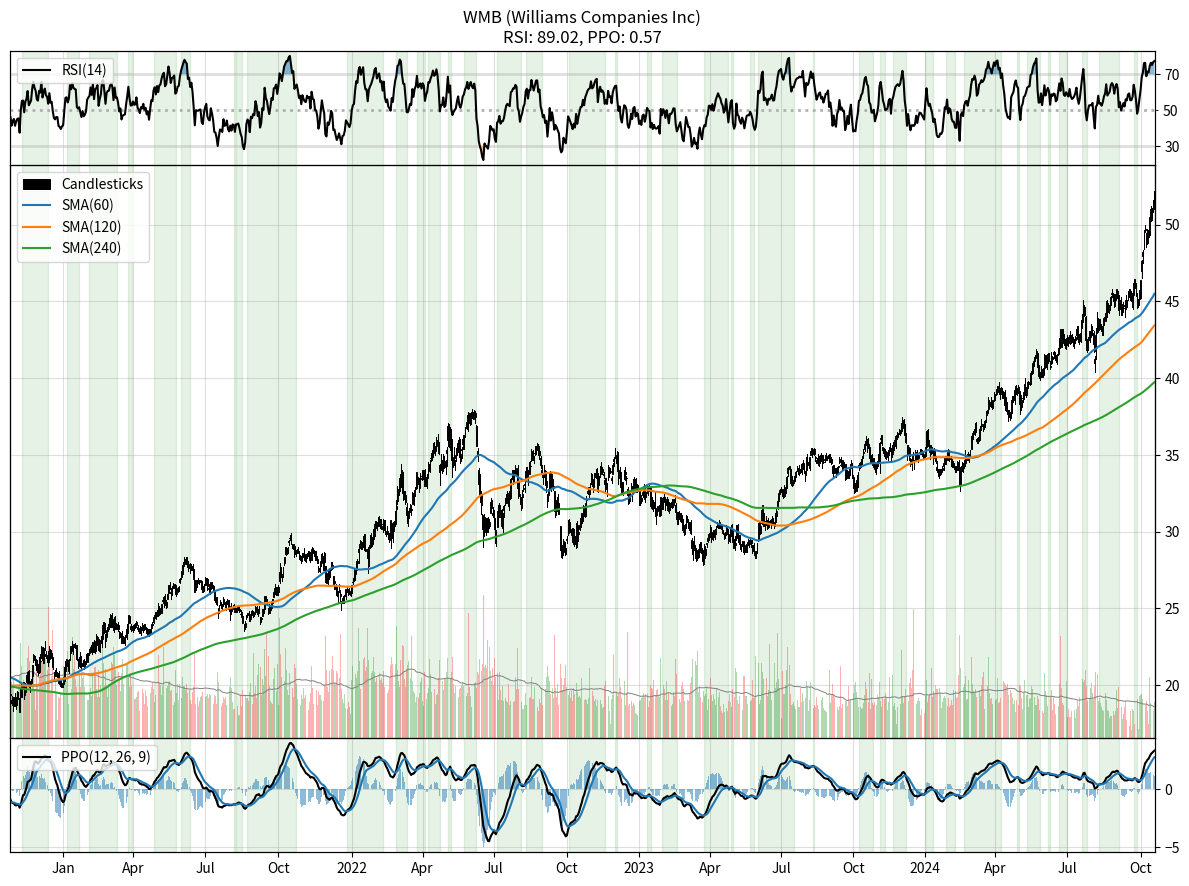 WMB (Williams Companies Inc)
RSI: 89.02, PPO: 0.57
RSI(14)
70
50
30
Candlesticks
SMA(60)
SMA(120)
SMA(240)
50
45
40
35
30
25
20
PPO(12, 26, 9)
0
−5
Jan Apr Jul Oct 2022 Apr Jul Oct 2023 Apr Jul Oct 2024 Apr Jul Oct